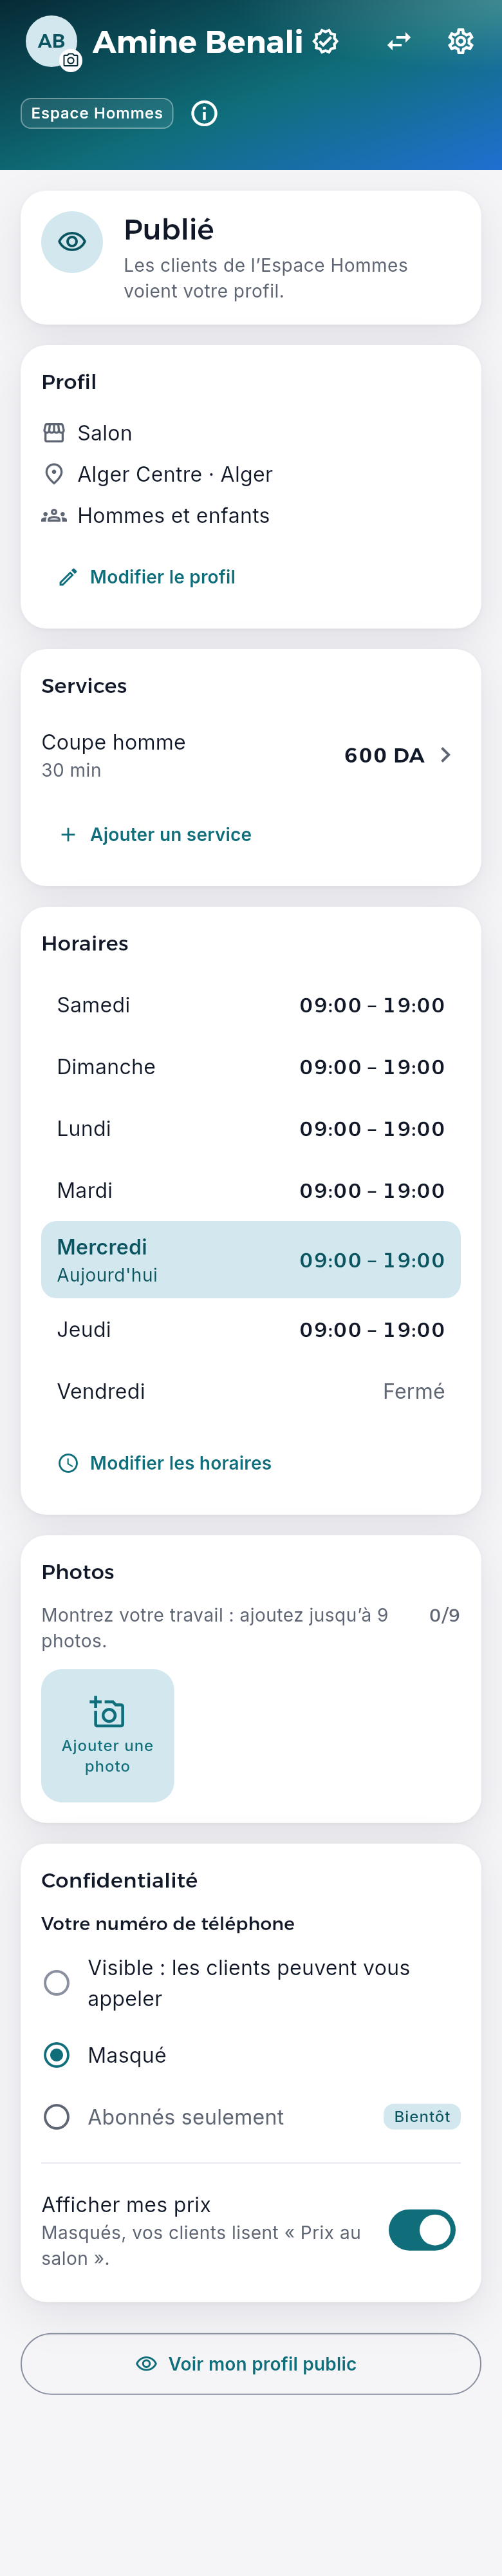 AB
Amine Benali
Espace Hommes
Publié
Les clients de l’Espace Hommes
voient votre profil.
Profil
Salon
Alger Centre · Alger
Hommes et enfants
Modifier le profil
Services
Coupe homme
600 DA
30 min
Ajouter un service
Horaires
Samedi 09:00 – 19:00
Dimanche 09:00 – 19:00
Lundi 09:00 – 19:00
Mardi 09:00 – 19:00
Mercredi 09:00 – 19:00
Aujourd'hui
Jeudi 09:00 – 19:00
Vendredi Fermé
Modifier les horaires
Photos
Montrez votre travail : ajoutez jusqu’à 9 0/9
photos.
Ajouter une
photo
Confidentialité
Votre numéro de téléphone
Visible : les clients peuvent vous
appeler
Masqué
Abonnés seulement Bientôt
Afficher mes prix
Masqués, vos clients lisent « Prix au
salon ».
Voir mon profil public